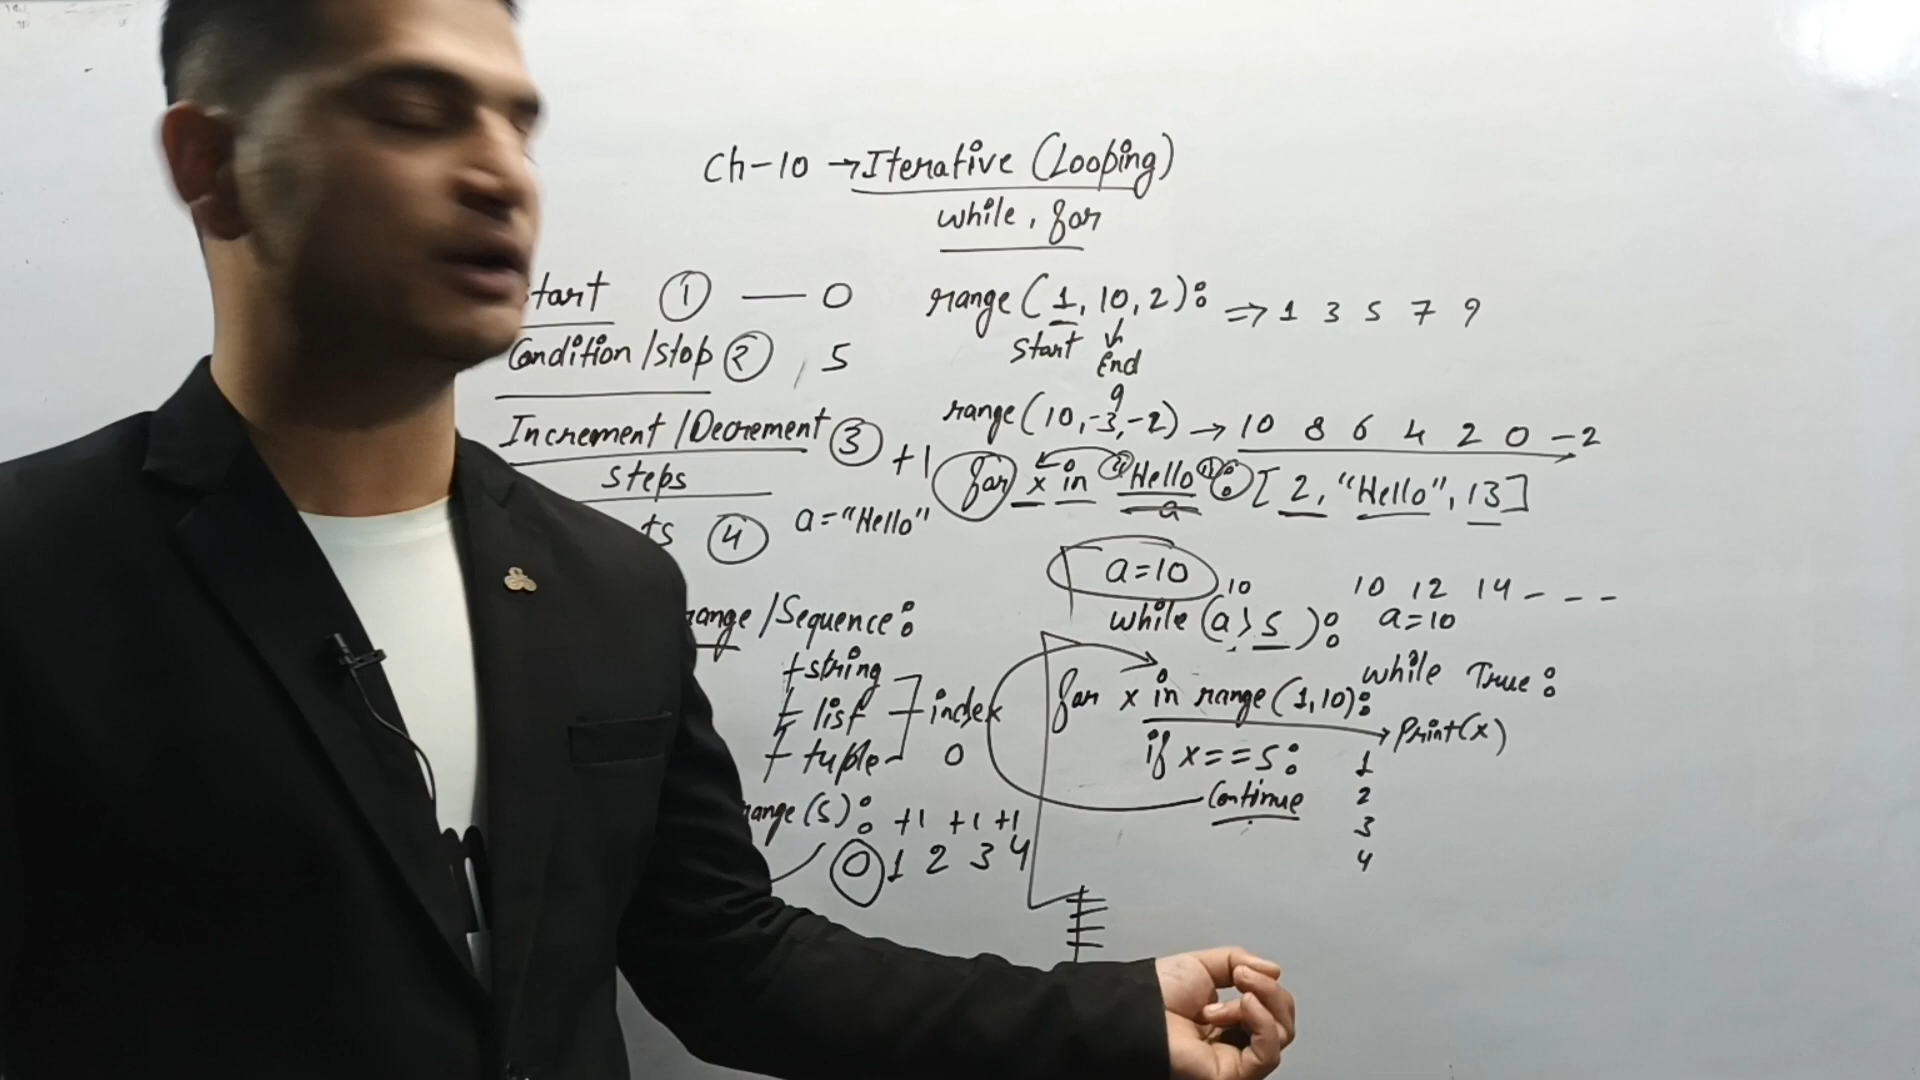 Ch-10 → Iterative (Looping)
while, for
tart ① — 0
Condition/stop ② , 5
Increment/Decrement ③ +1
steps
ts ④ a="Hello"
ange/Sequence:
string
list index
tuple 0
ange(5): +1 +1 +1
0 1 2 3 4
range(1,10,2): => 1 3 5 7 9
Start End
9
range(10,-3,-2) → 10 8 6 4 2 0 -2
for x in "Hello": [2, "Hello", 13]
a
a=10
10 10 12 14 - - -
while (a>5): a=10
while True:
for x in range(1,10):
Print(x)
if x==5: 1
Continue 2
3
4